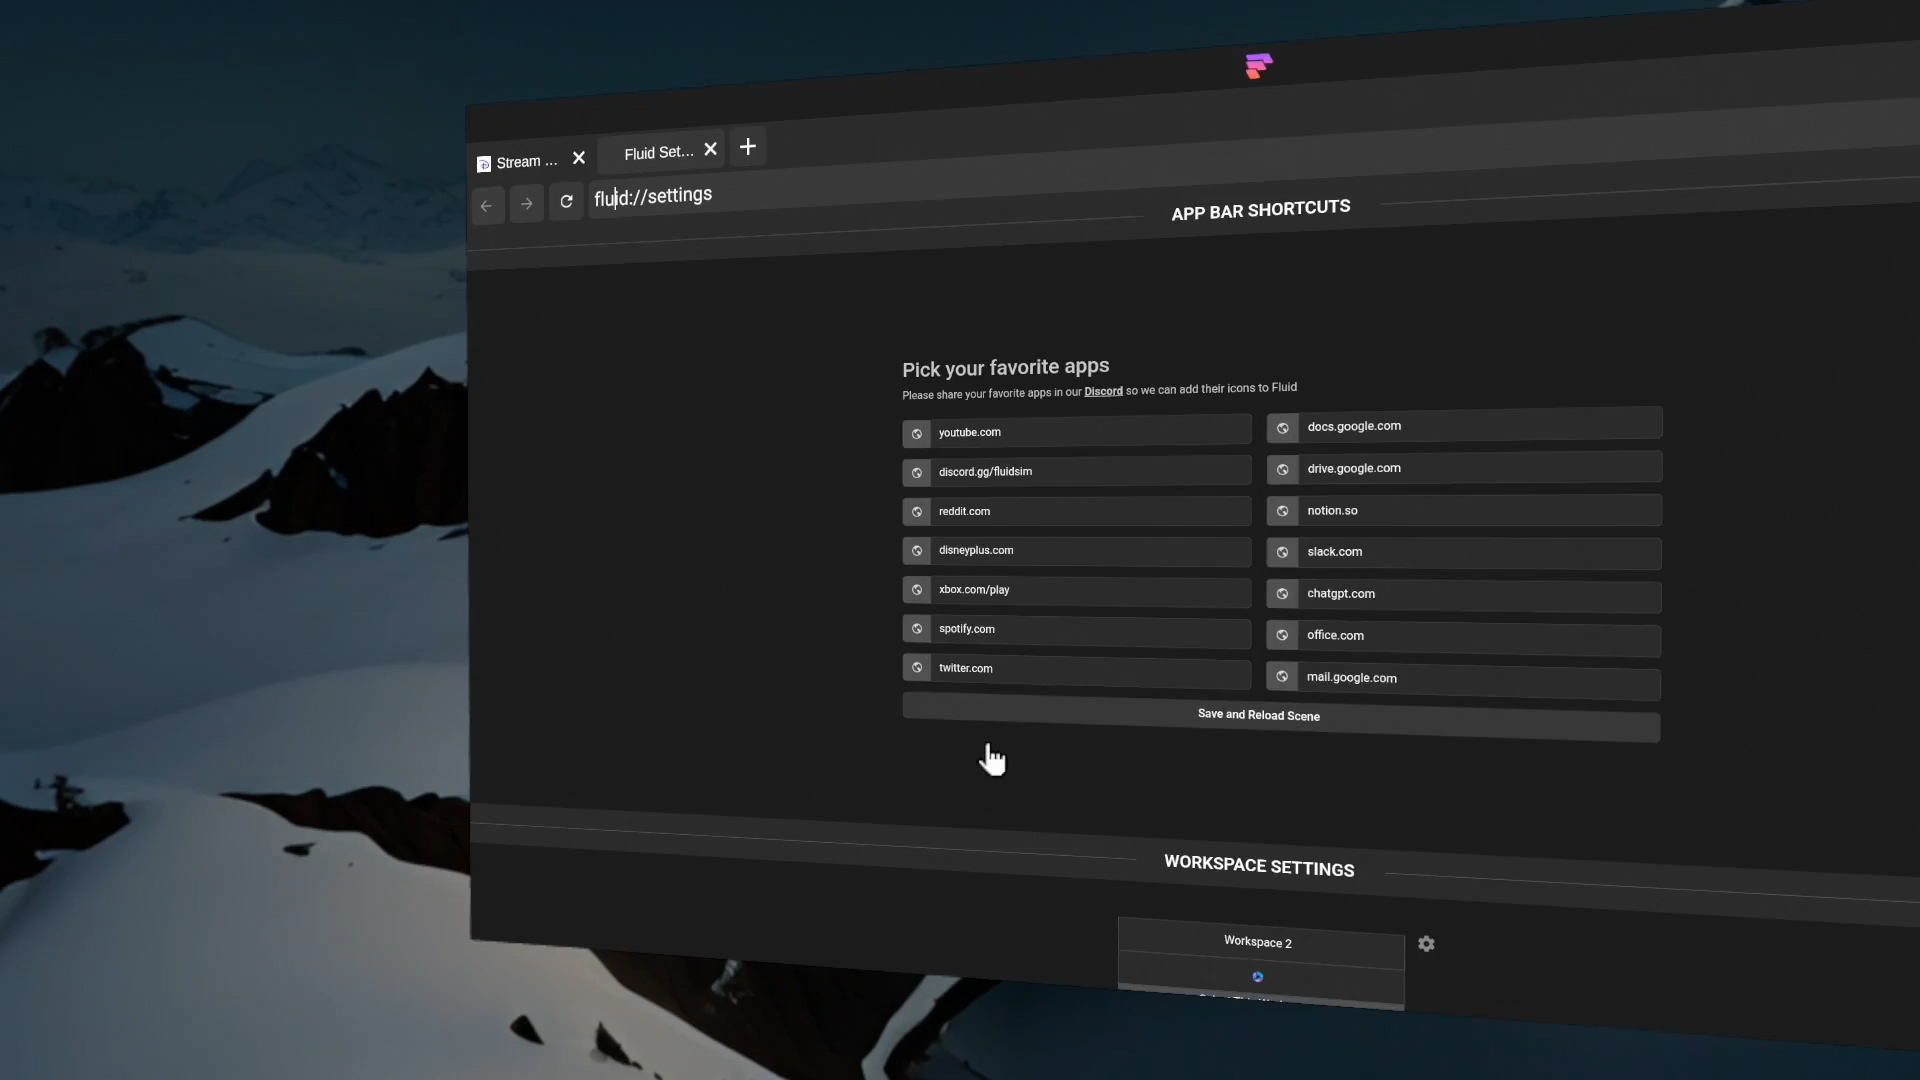 Stream ...
Fluid Set...
fluid://settings
APP BAR SHORTCUTS
Pick your favorite apps
Please share your favorite apps in our Discord so we can add their icons to Fluid
youtube.com
docs.google.com
discord.gg/fluidsim
drive.google.com
reddit.com
notion.so
disneyplus.com
slack.com
xbox.com/play
chatgpt.com
spotify.com
office.com
twitter.com
mail.google.com
Save and Reload Scene
WORKSPACE SETTINGS
Workspace 2